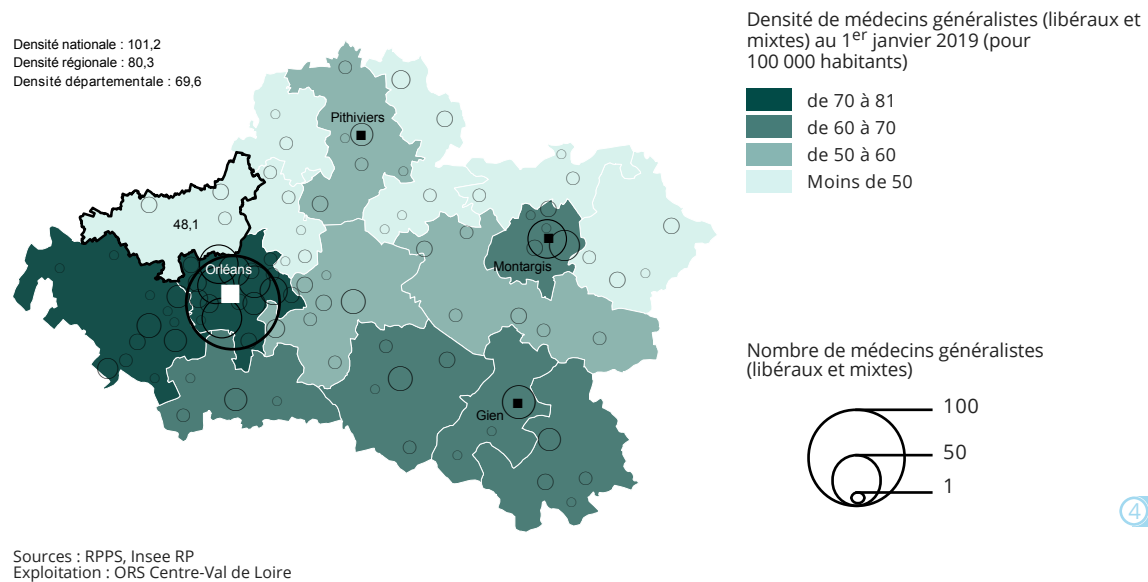 Densité nationale : 101,2
Densité régionale : 80,3
Densité départementale : 69,6
Pithiviers
48,1
Orléans
Montargis
Gien
Densité de médecins généralistes (libéraux et
mixtes) au 1er janvier 2019 (pour
100 000 habitants)
de 70 à 81
de 60 à 70
de 50 à 60
Moins de 50
Nombre de médecins généralistes
(libéraux et mixtes)
100
50
1
4
Sources : RPPS, Insee RP
Exploitation : ORS Centre-Val de Loire